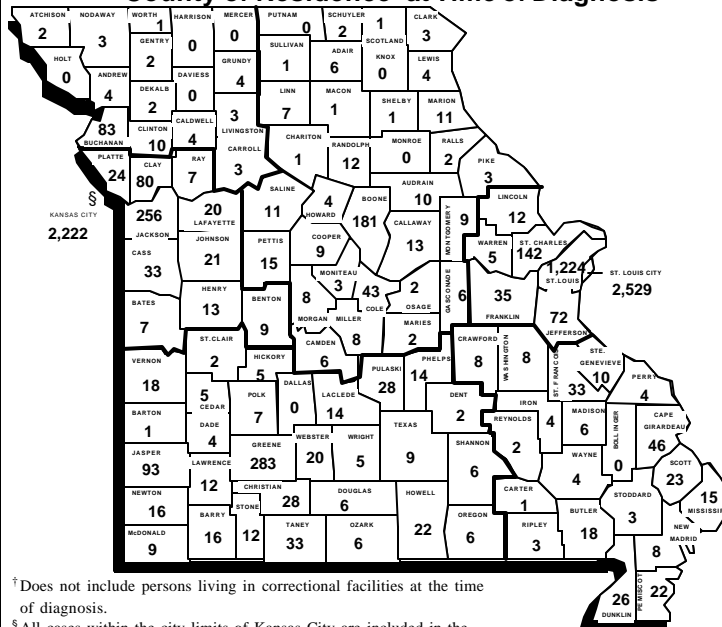 County of Residence at Time of Diagnosis
ATCHISON 2
NODAWAY 3
WORTH 1
HARRISON 0
MERCER 0
PUTNAM 0
SCHUYLER 2
SCOTLAND 1
CLARK 3
HOLT 0
ANDREW 4
GENTRY 2
DEKALB 2
DAVIESS 0
GRUNDY 4
SULLIVAN 1
ADAIR 6
KNOX 0
LEWIS 4
LINN 7
MACON 1
SHELBY 1
MARION 11
83 BUCHANAN
CLINTON 10
CALDWELL 4
3 LIVINGSTON
CHARITON 1
RANDOLPH 12
MONROE 0
RALLS 2
PIKE 3
PLATTE 24
CLAY 80
RAY 7
CARROLL 3
SALINE 11
4 HOWARD
BOONE 181
AUDRAIN 10
MONTGOMERY 9
LINCOLN 12
§
KANSAS CITY
2,222
256 JACKSON
20 LAFAYETTE
COOPER 9
CALLAWAY 13
WARREN 5
ST. CHARLES 142
1,224 ST.LOUIS
ST. LOUIS CITY
2,529
CASS 33
JOHNSON 21
PETTIS 15
MONITEAU 3
43 COLE
2 OSAGE
GASCONADE 6
35 FRANKLIN
72 JEFFERSON
BATES 7
HENRY 13
BENTON 9
8 MORGAN
MILLER 8
MARIES 2
CAMDEN 6
VERNON 18
ST.CLAIR 2
HICKORY 5
PULASKI 28
PHELPS 14
CRAWFORD 8
WASHINGTON 8
ST. FRANCO 33
STE. GENEVIEVE 10
PERRY 4
BARTON 1
5 CEDAR
POLK 7
DALLAS 0
LACLEDE 14
DENT 2
IRON 4
MADISON 6
BOLLINGER 0
CAPE GIRARDEAU 46
JASPER 93
DADE 4
GREENE 283
WEBSTER 20
WRIGHT 5
TEXAS 9
SHANNON 6
REYNOLDS 2
WAYNE 4
SCOTT 23
15 MISSISSI
NEWTON 16
LAWRENCE 12
CHRISTIAN 28
DOUGLAS 6
HOWELL 22
CARTER 1
BUTLER 18
STODDARD 3
NEW MADRID 8
McDONALD 9
BARRY 16
STONE 12
TANEY 33
OZARK 6
OREGON 6
RIPLEY 3
26 DUNKLIN
PEMISCOT 22
†Does not include persons living in correctional facilities at the time
of diagnosis.
§All cases within the city limits of Kansas City are included in the